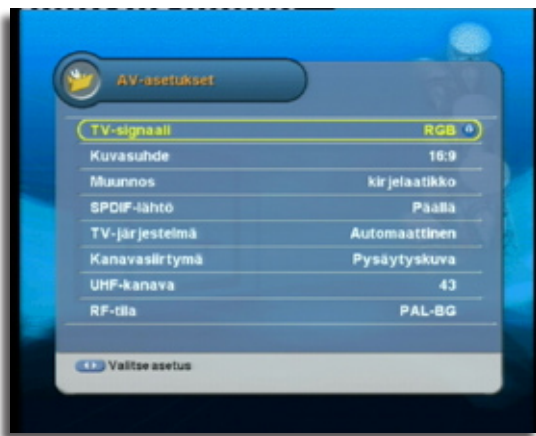 AV-asetukset
TV-signaali RGB
Kuvasuhde 16:9
Muunnos kirjelaatikko
SPDIF-lähtö Päällä
TV-järjestelmä Automaattinen
Kanavasiirtymä Pysäytyskuva
UHF-kanava 43
RF-tila PAL-BG
Valitse asetus